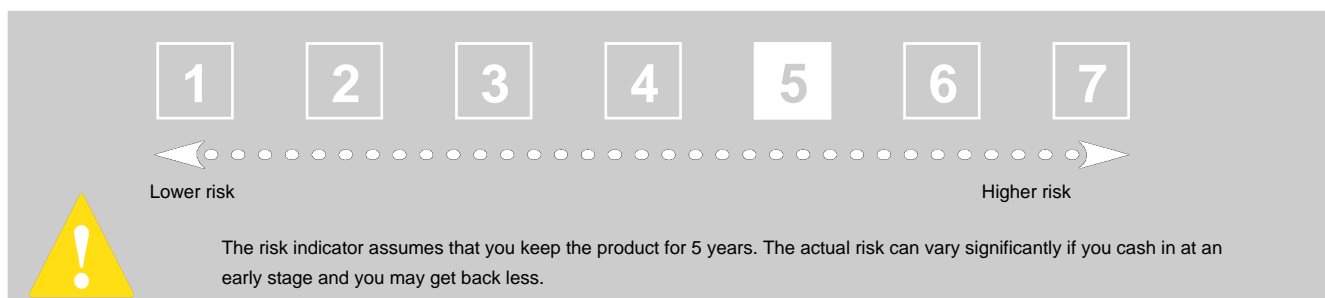 1 2 3 4 5 6 7
Lower risk Higher risk
!
The risk indicator assumes that you keep the product for 5 years. The actual risk can vary significantly if you cash in at an
early stage and you may get back less.